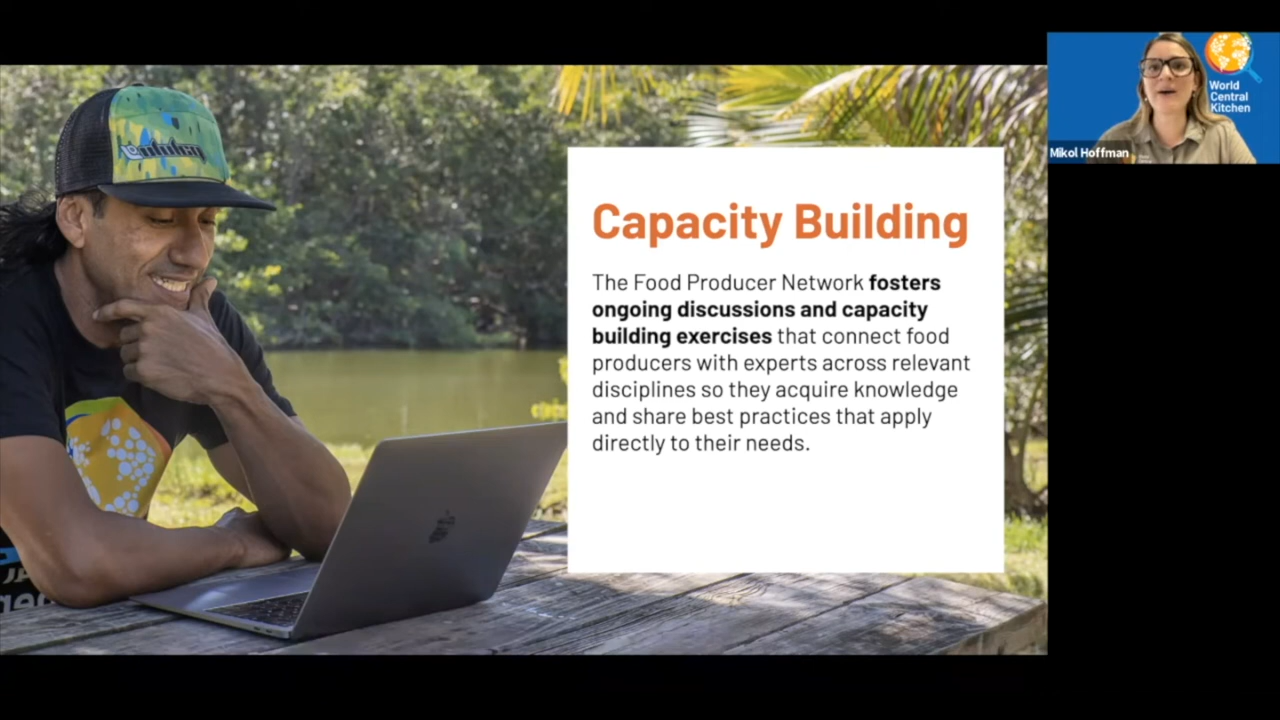 Capacity Building
The Food Producer Network fosters
ongoing discussions and capacity
building exercises that connect food
producers with experts across relevant
disciplines so they acquire knowledge
and share best practices that apply
directly to their needs.
World
Central
Kitchen
Mikol Hoffman